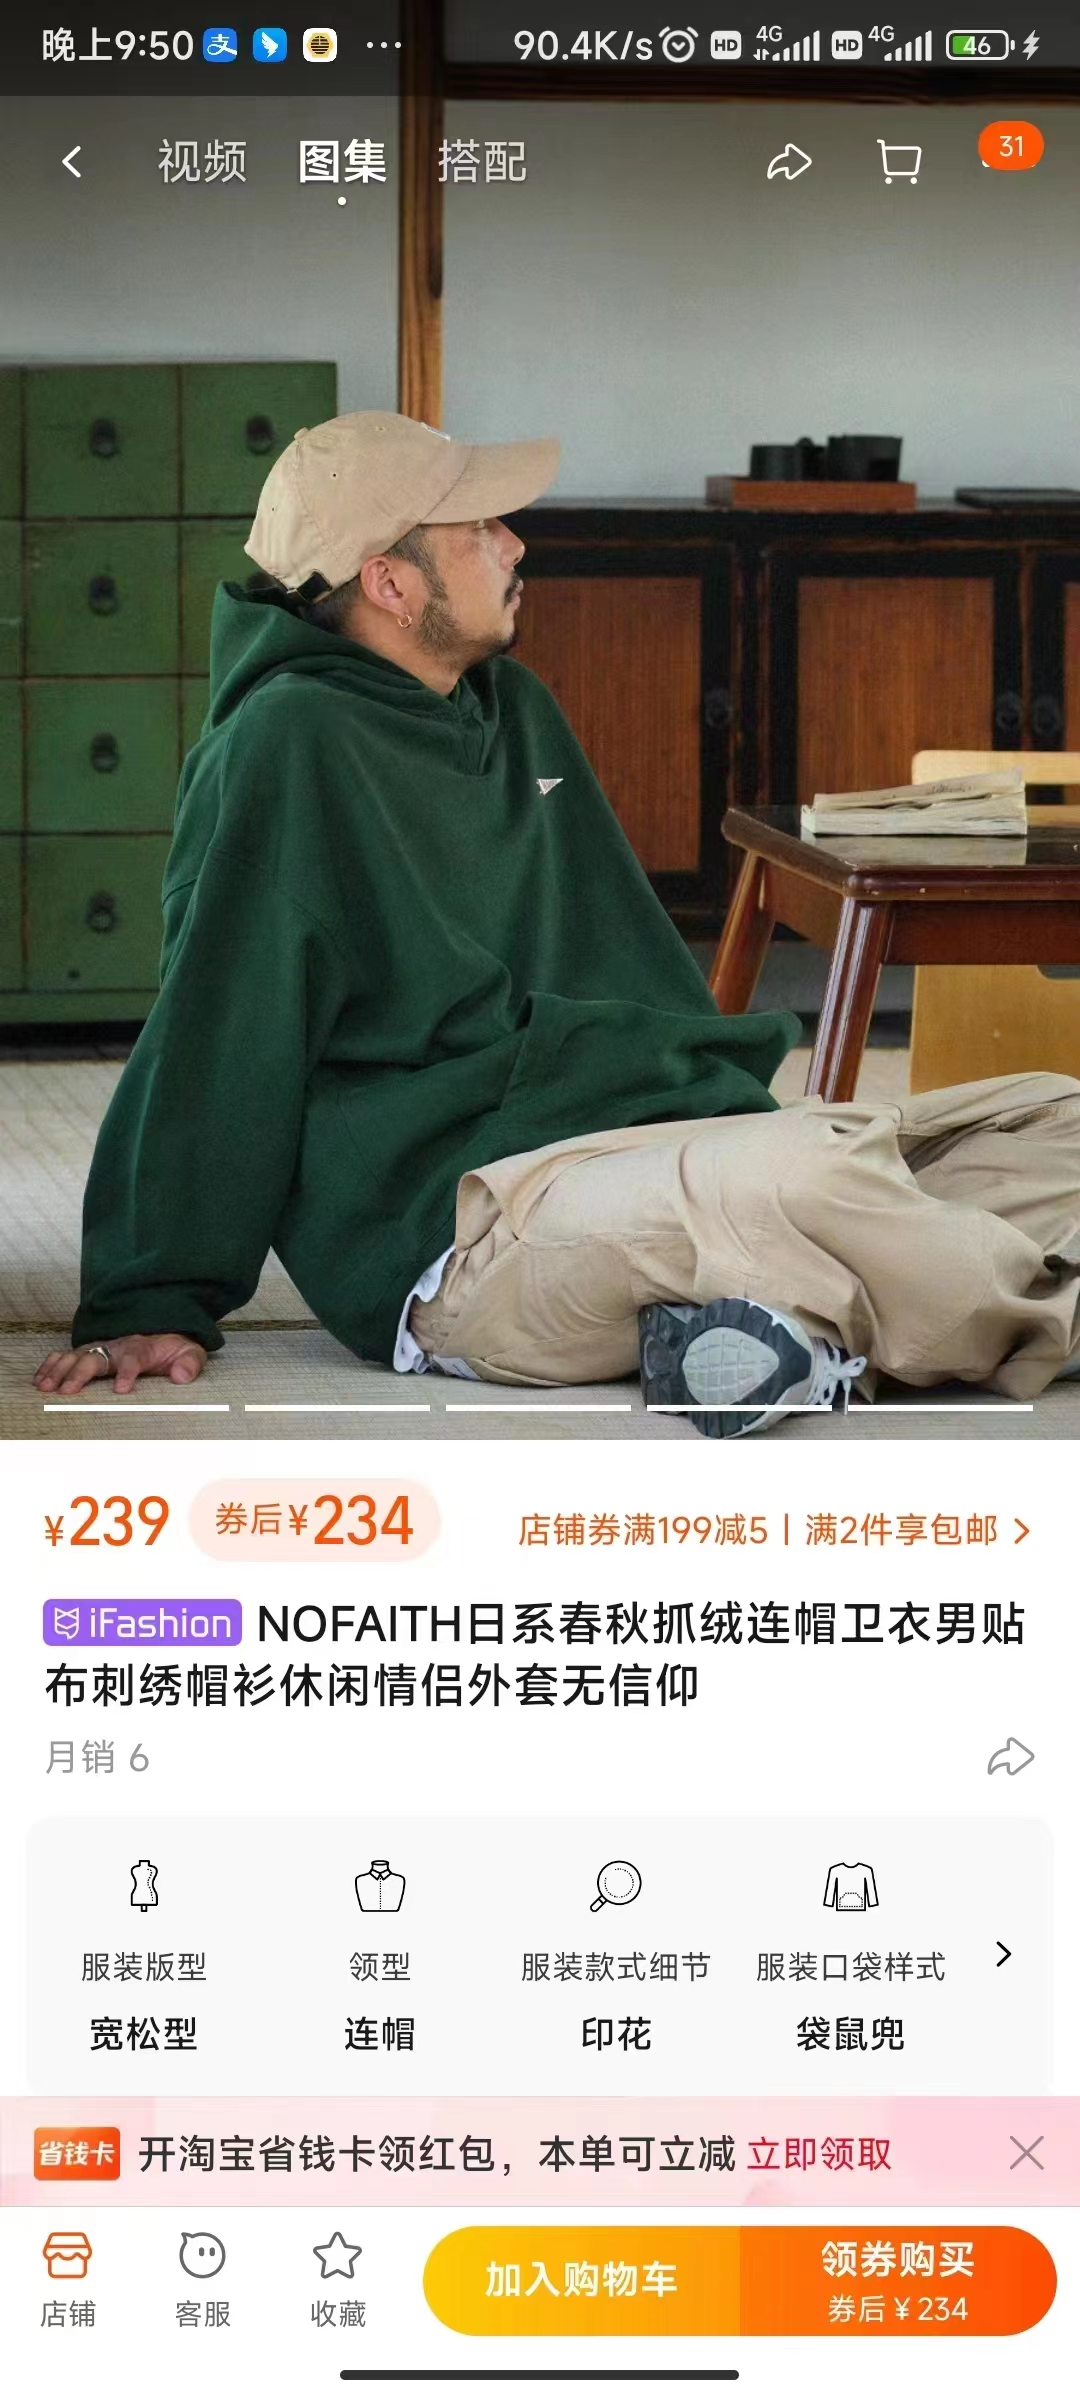 晚上9:50 支 ··· 90.4K/s HD 4G HD 4G 46
视频 图集 搭配 31
¥239 券后¥234 店铺券满199减5 | 满2件享包邮
iFashion NOFAITH日系春秋抓绒连帽卫衣男贴
布刺绣帽衫休闲情侣外套无信仰
月销 6
服装版型 领型 服装款式细节 服装口袋样式
宽松型 连帽 印花 袋鼠兜
省钱卡 开淘宝省钱卡领红包，本单可立减 立即领取
店铺 客服 收藏 加入购物车 领券购买
券后 ¥ 234